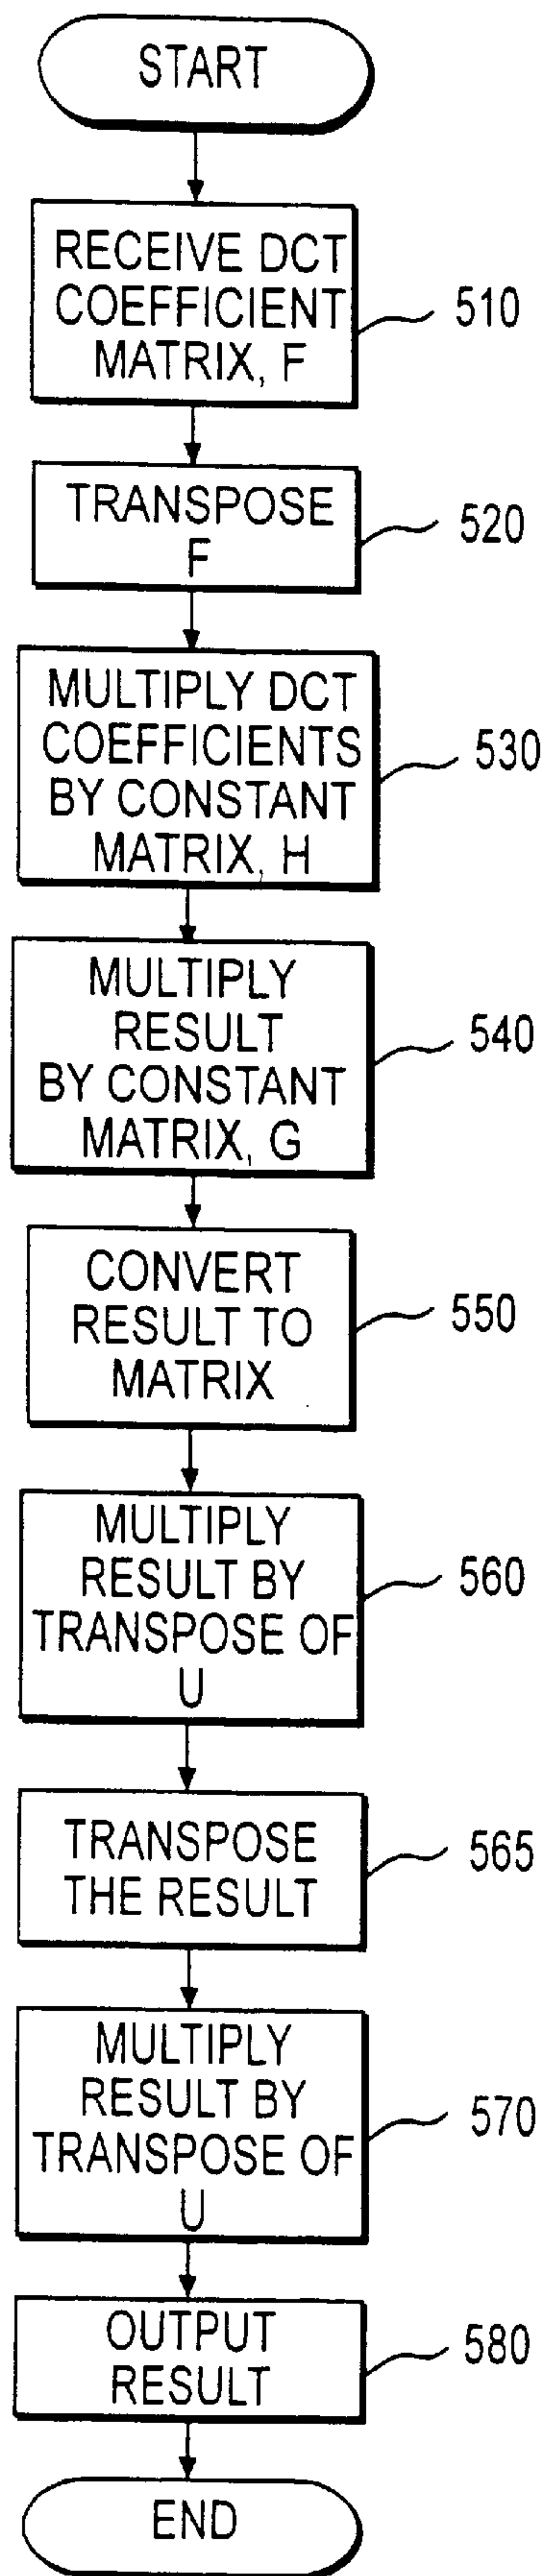 START
RECEIVE DCT
COEFFICIENT
MATRIX, F
510
TRANSPOSE
F
520
MULTIPLY DCT
COEFFICIENTS
BY CONSTANT
MATRIX, H
530
MULTIPLY
RESULT
BY CONSTANT
MATRIX, G
540
CONVERT
RESULT TO
MATRIX
550
MULTIPLY
RESULT BY
TRANSPOSE OF
U
560
TRANSPOSE
THE RESULT
565
MULTIPLY
RESULT BY
TRANSPOSE OF
U
570
OUTPUT
RESULT
580
END